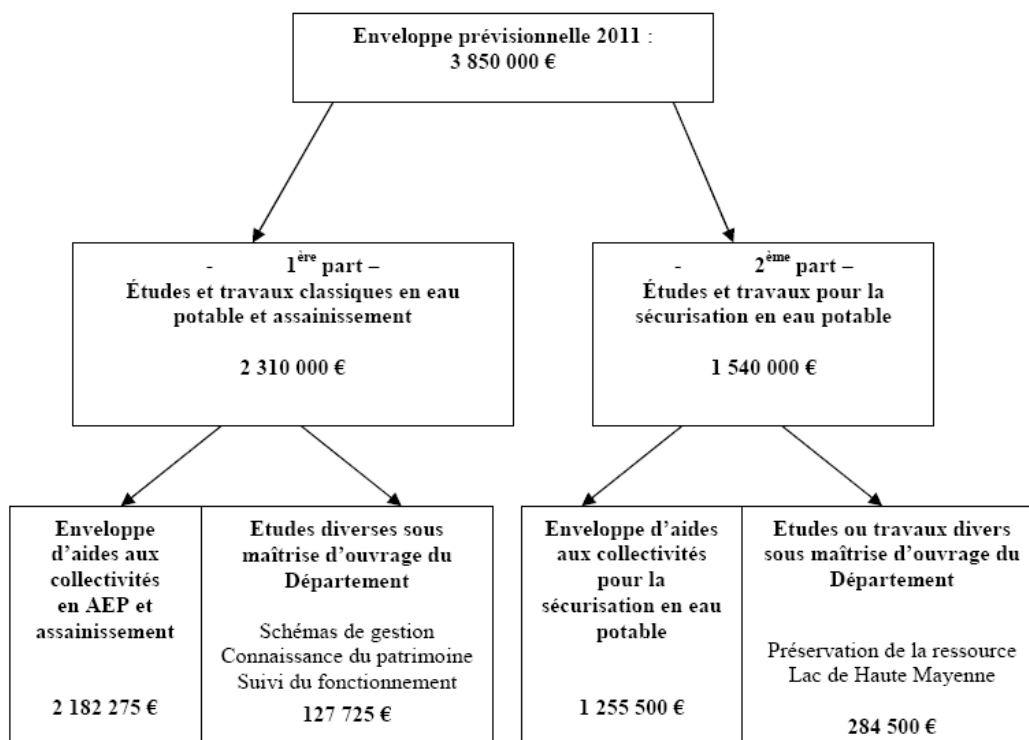 Enveloppe prévisionnelle 2011 :
3 850 000 €
- 1ère part –
Études et travaux classiques en eau
potable et assainissement
2 310 000 €
- 2ème part –
Études et travaux pour la
sécurisation en eau potable
1 540 000 €
Enveloppe
d’aides aux
collectivités
en AEP et
assainissement
2 182 275 €
Etudes diverses sous
maîtrise d’ouvrage du
Département
Schémas de gestion
Connaissance du patrimoine
Suivi du fonctionnement
127 725 €
Enveloppe d’aides
aux collectivités
pour la
sécurisation en eau
potable
1 255 500 €
Etudes ou travaux divers
sous maîtrise d’ouvrage du
Département
Préservation de la ressource
Lac de Haute Mayenne
284 500 €